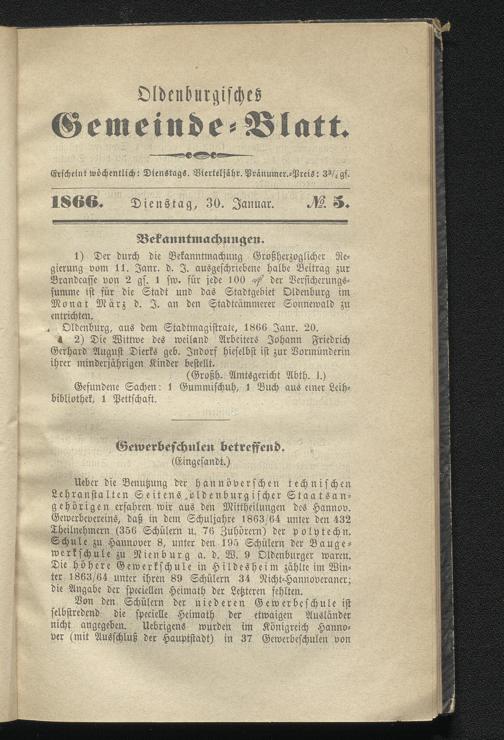 Oldenburgisches
Gemeinde-Blatt.
Erscheint wöchentlich: Dienstags. Vierteljähr. Pränumer.-Preis: 3¾ gs.
1866. Dienstag, 30. Januar. №. 5.
Bekanntmachungen.
1) Der durch die Bekanntmachung Großherzoglicher Re-
gierung vom 11. Janr. d. J. ausgeschriebene halbe Beitrag zur
Brandcasse von 2 gs. 1 sw. für jede 100 der Versicherungs-
summe ist für die Stadt und das Stadtgebiet Oldenburg im
Monat März d. J. an den Stadtkämmerer Sonnewald zu
entrichten.
Oldenburg, aus dem Stadtmagistrate, 1866 Janr. 20.
2) Die Wittwe des weiland Arbeiters Johann Friedrich
Gerhard August Dierks geb. Indorf hieselbst ist zur Vormünderin
ihrer minderjährigen Kinder bestellt.
(Großh. Amtsgericht Abth. I.)
Gefundene Sachen: 1 Gummischuh, 1 Buch aus einer Leih-
bibliothek, 1 Pettschaft.
Gewerbeschulen betreffend.
(Eingesandt.)
Ueber die Benutzung der hannöverschen technischen
Lehranstalten Seitens oldenburgischer Staatsan-
gehörigen erfahren wir aus den Mittheilungen des Hannov.
Gewerbevereins, daß in dem Schuljahre 1863/64 unter den 432
Theilnehmern (356 Schülern u. 76 Zuhörern) der polytechn.
Schule zu Hannover 8, unter den 195 Schülern der Bauge-
werkschule zu Nienburg a. d. W. 9 Oldenburger waren.
Die höhere Gewerkschule in Hildesheim zählte im Win-
ter 1863/64 unter ihren 89 Schülern 34 Nicht-Hannoveraner;
die Angabe der speciellen Heimath der Letzteren fehlten.
Von den Schülern der niederen Gewerbeschule ist
selbstredend die specielle Heimath der etwaigen Ausländer
nicht angegeben. Uebrigens wurden im Königreich Hanno-
ver (mit Ausschluß der Hauptstadt) in 37 Gewerbeschulen von